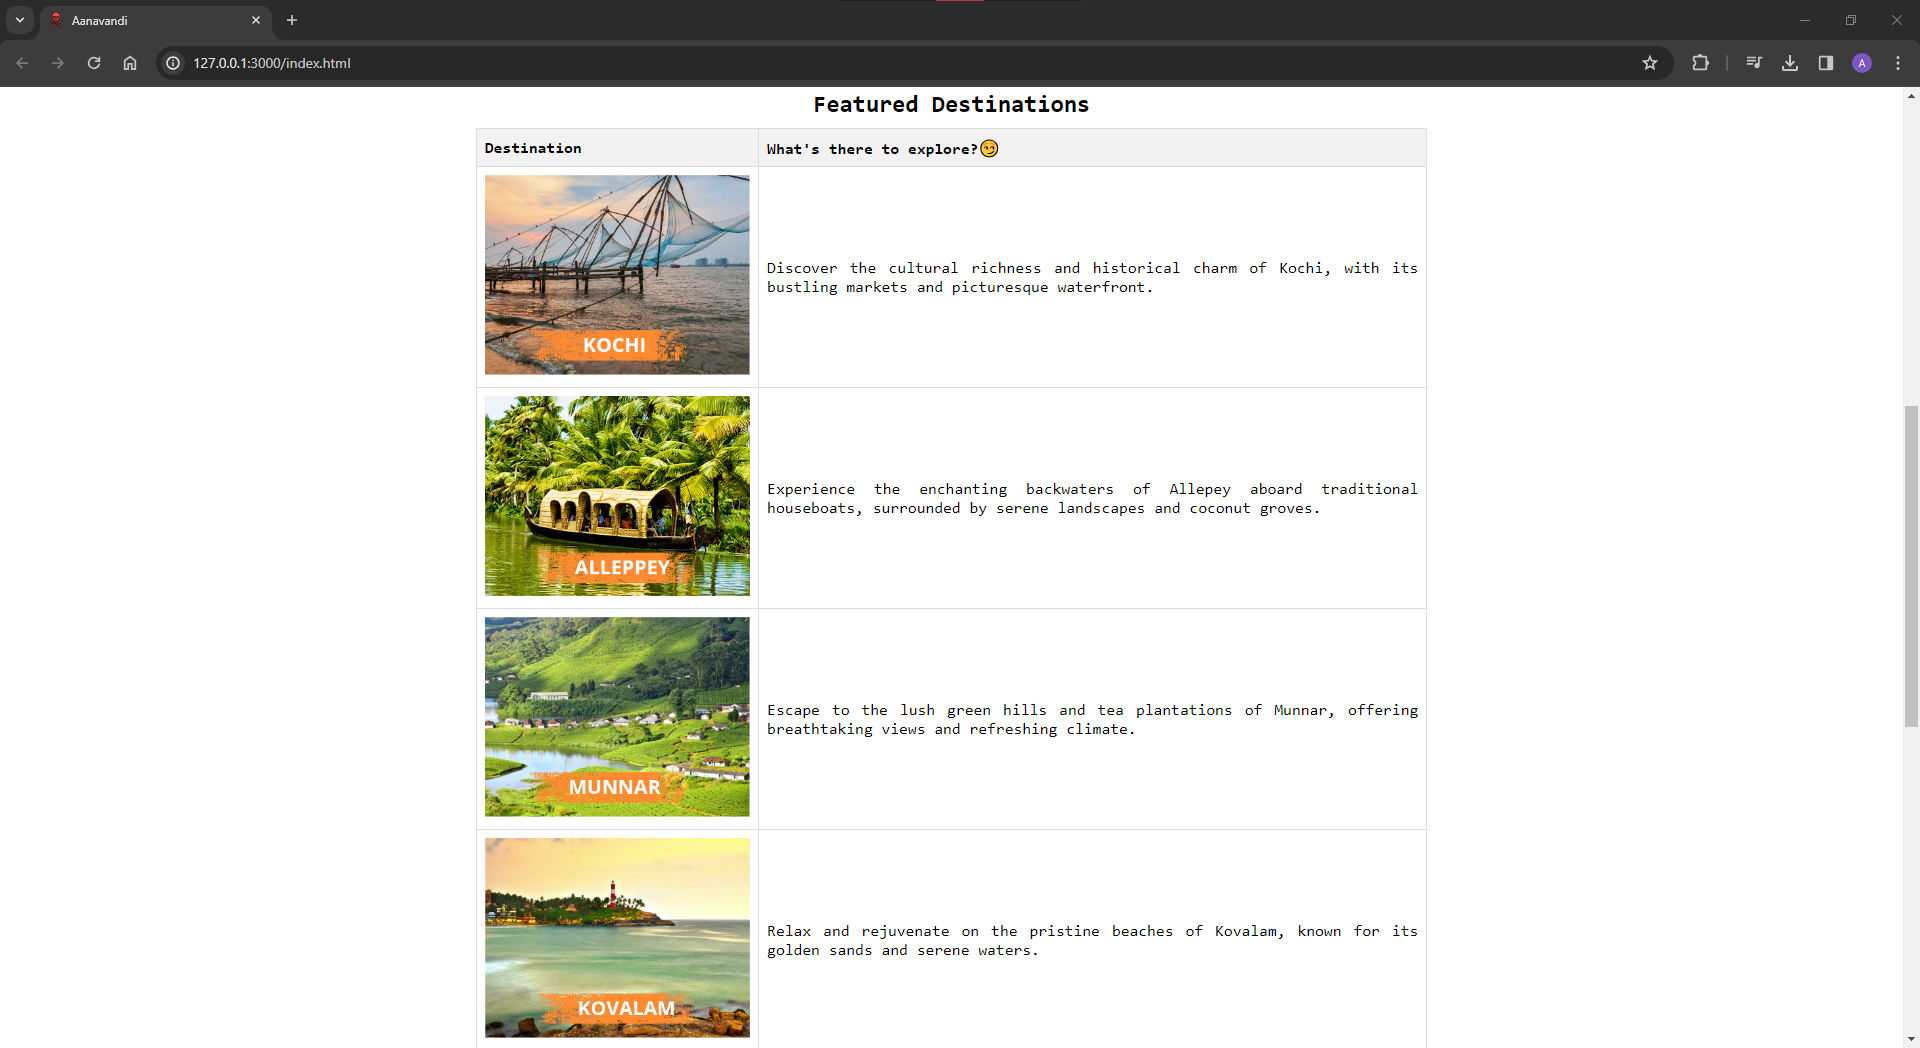 Aanavandi
127.0.0.1:3000/index.html
A
Featured Destinations
Destination
What's there to explore?😏
KOCHI
Discover the cultural richness and historical charm of Kochi, with its
bustling markets and picturesque waterfront.
ALLEPPEY
Experience the enchanting backwaters of Allepey aboard traditional
houseboats, surrounded by serene landscapes and coconut groves.
MUNNAR
Escape to the lush green hills and tea plantations of Munnar, offering
breathtaking views and refreshing climate.
KOVALAM
Relax and rejuvenate on the pristine beaches of Kovalam, known for its
golden sands and serene waters.